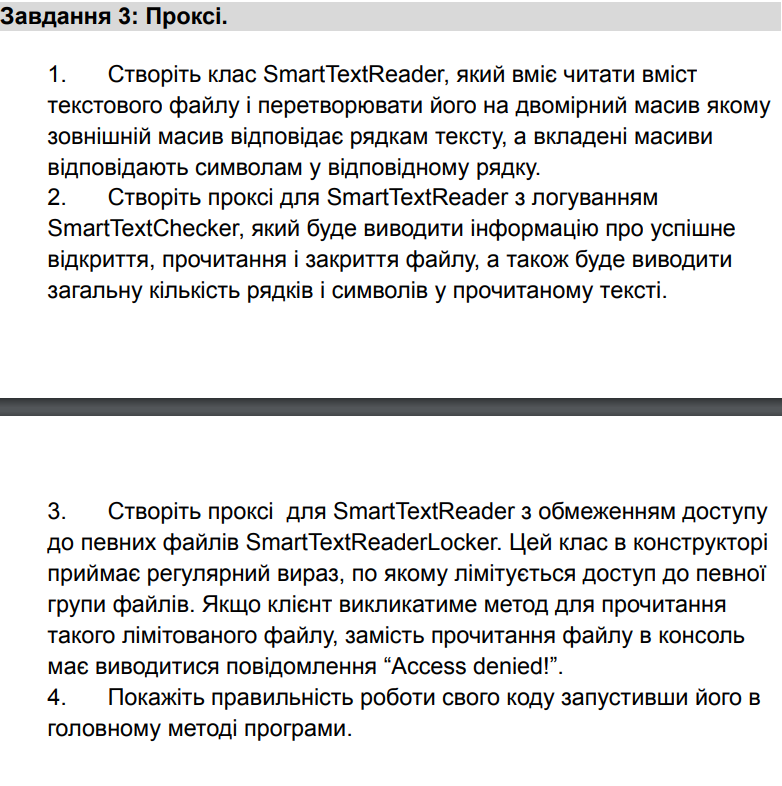 Завдання 3: Проксі.
1. Створіть клас SmartTextReader, який вміє читати вміст
текстового файлу і перетворювати його на двомірний масив якому
зовнішній масив відповідає рядкам тексту, а вкладені масиви
відповідають символам у відповідному рядку.
2. Створіть проксі для SmartTextReader з логуванням
SmartTextChecker, який буде виводити інформацію про успішне
відкриття, прочитання і закриття файлу, а також буде виводити
загальну кількість рядків і символів у прочитаному тексті.
3. Створіть проксі для SmartTextReader з обмеженням доступу
до певних файлів SmartTextReaderLocker. Цей клас в конструкторі
приймає регулярний вираз, по якому лімітується доступ до певної
групи файлів. Якщо клієнт викликатиме метод для прочитання
такого лімітованого файлу, замість прочитання файлу в консоль
має виводитися повідомлення “Access denied!”.
4. Покажіть правильність роботи свого коду запустивши його в
головному методі програми.